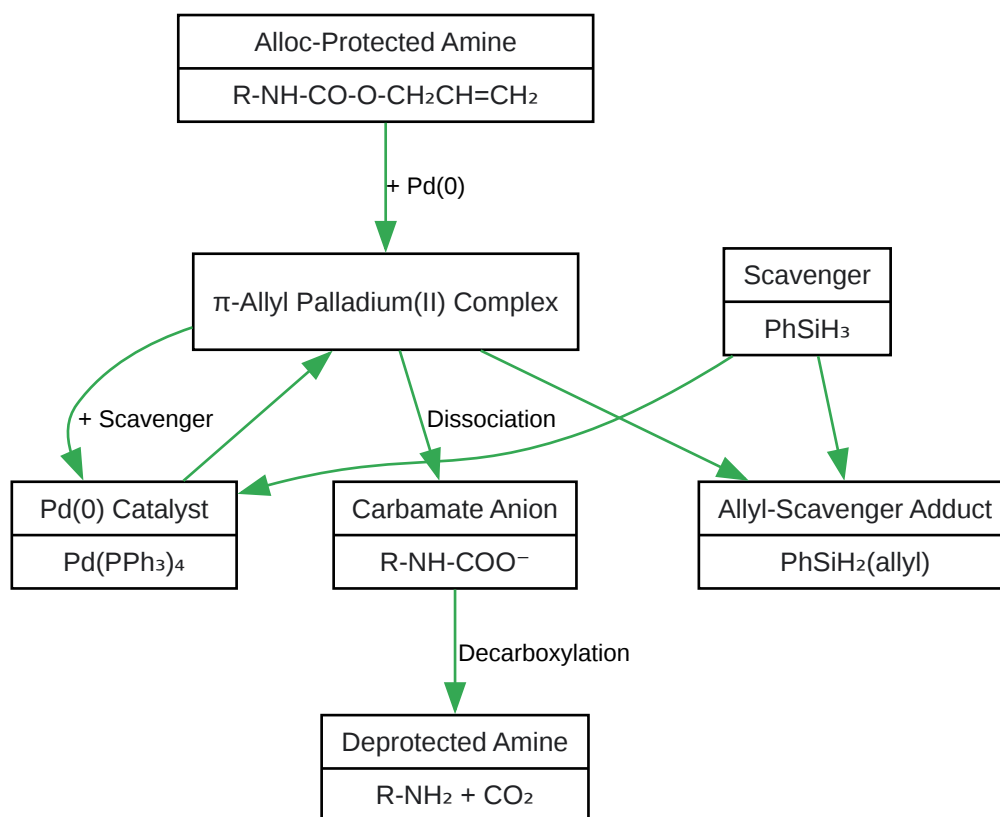 Alloc-Protected Amine
R-NH-CO-O-CH₂CH=CH₂
+ Pd(0)
π-Allyl Palladium(II) Complex
Scavenger
PhSiH₃
+ Scavenger
Dissociation
Pd(0) Catalyst
Pd(PPh₃)₄
Carbamate Anion
R-NH-COO⁻
Allyl-Scavenger Adduct
PhSiH₂(allyl)
Decarboxylation
Deprotected Amine
R-NH₂ + CO₂